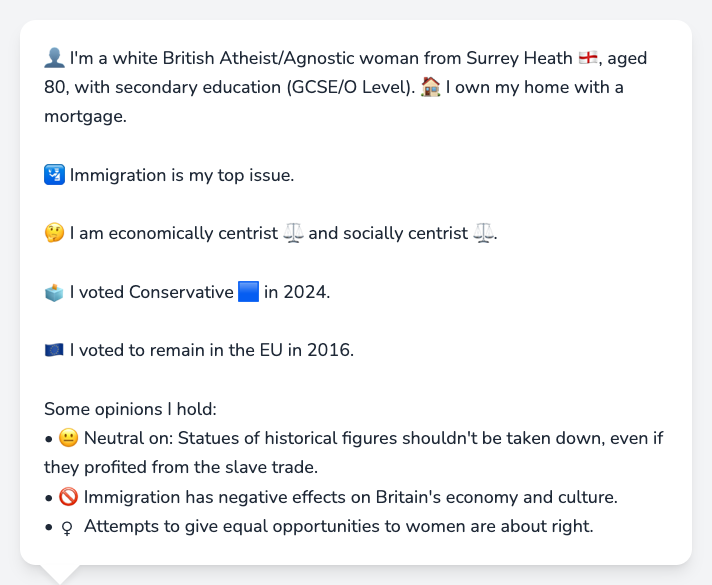 👤 I'm a white British Atheist/Agnostic woman from Surrey Heath 🏴󠁧󠁢󠁥󠁮󠁧󠁿, aged
80, with secondary education (GCSE/O Level). 🏠 I own my home with a
mortgage.
🛂 Immigration is my top issue.
🤔 I am economically centrist ⚖️ and socially centrist ⚖️.
🗳️ I voted Conservative 🟦 in 2024.
🇪🇺 I voted to remain in the EU in 2016.
Some opinions I hold:
• 😐 Neutral on: Statues of historical figures shouldn't be taken down, even if
they profited from the slave trade.
• 🚫 Immigration has negative effects on Britain's economy and culture.
• ♀ Attempts to give equal opportunities to women are about right.